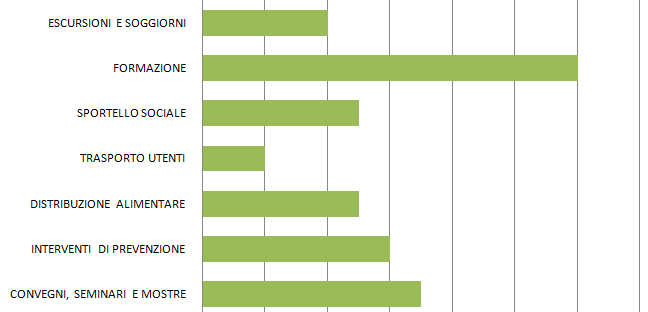 ESCURSIONI E SOGGIORNI
FORMAZIONE
SPORTELLO SOCIALE
TRASPORTO UTENTI
DISTRIBUZIONE ALIMENTARE
INTERVENTI DI PREVENZIONE
CONVEGNI, SEMINARI E MOSTRE